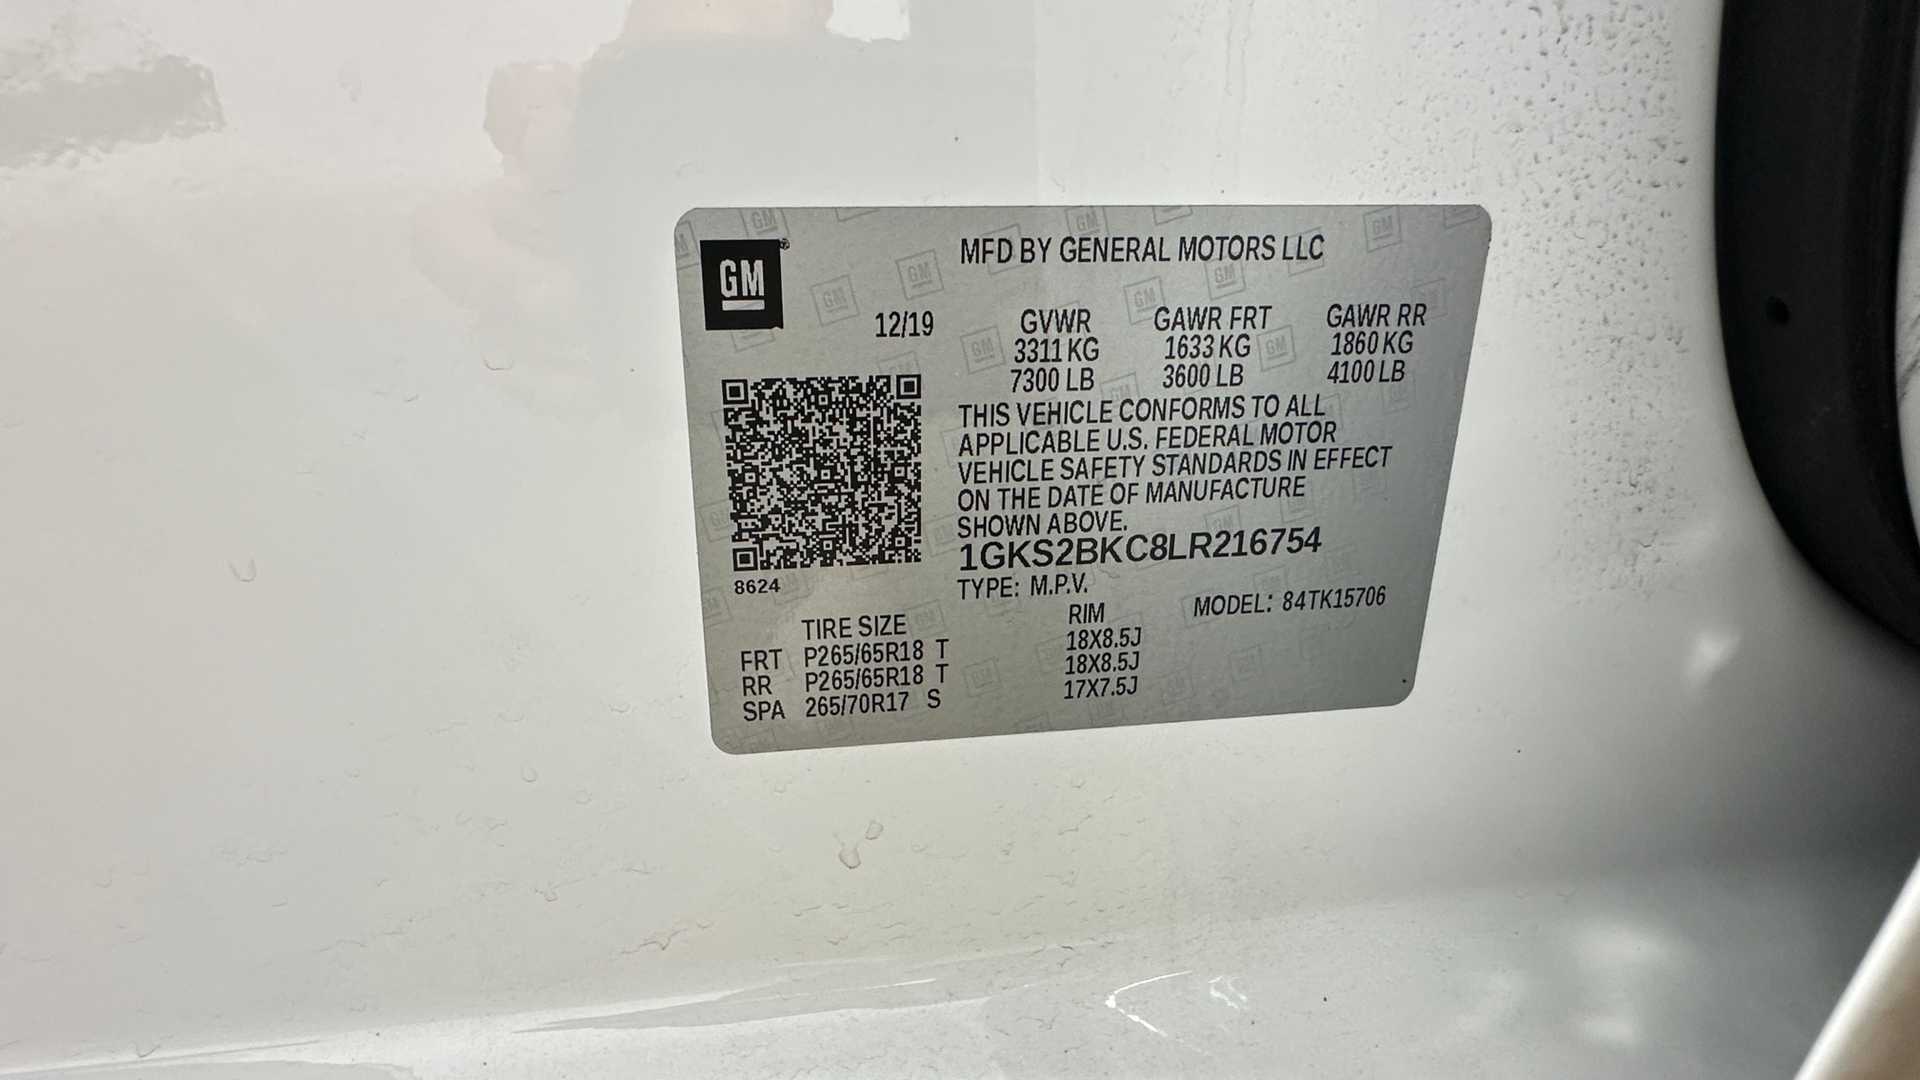 GM
MFD BY GENERAL MOTORS LLC
12/19
GVWR GAWR FRT GAWR RR
3311 KG 1633 KG 1860 KG
7300 LB 3600 LB 4100 LB
THIS VEHICLE CONFORMS TO ALL
APPLICABLE U.S. FEDERAL MOTOR
VEHICLE SAFETY STANDARDS IN EFFECT
ON THE DATE OF MANUFACTURE
SHOWN ABOVE.
1GKS2BKC8LR216754
8624
TYPE: M.P.V.
MODEL: 84TK15706
TIRE SIZE RIM
FRT P265/65R18 T 18X8.5J
RR P265/65R18 T 18X8.5J
SPA 265/70R17 S 17X7.5J